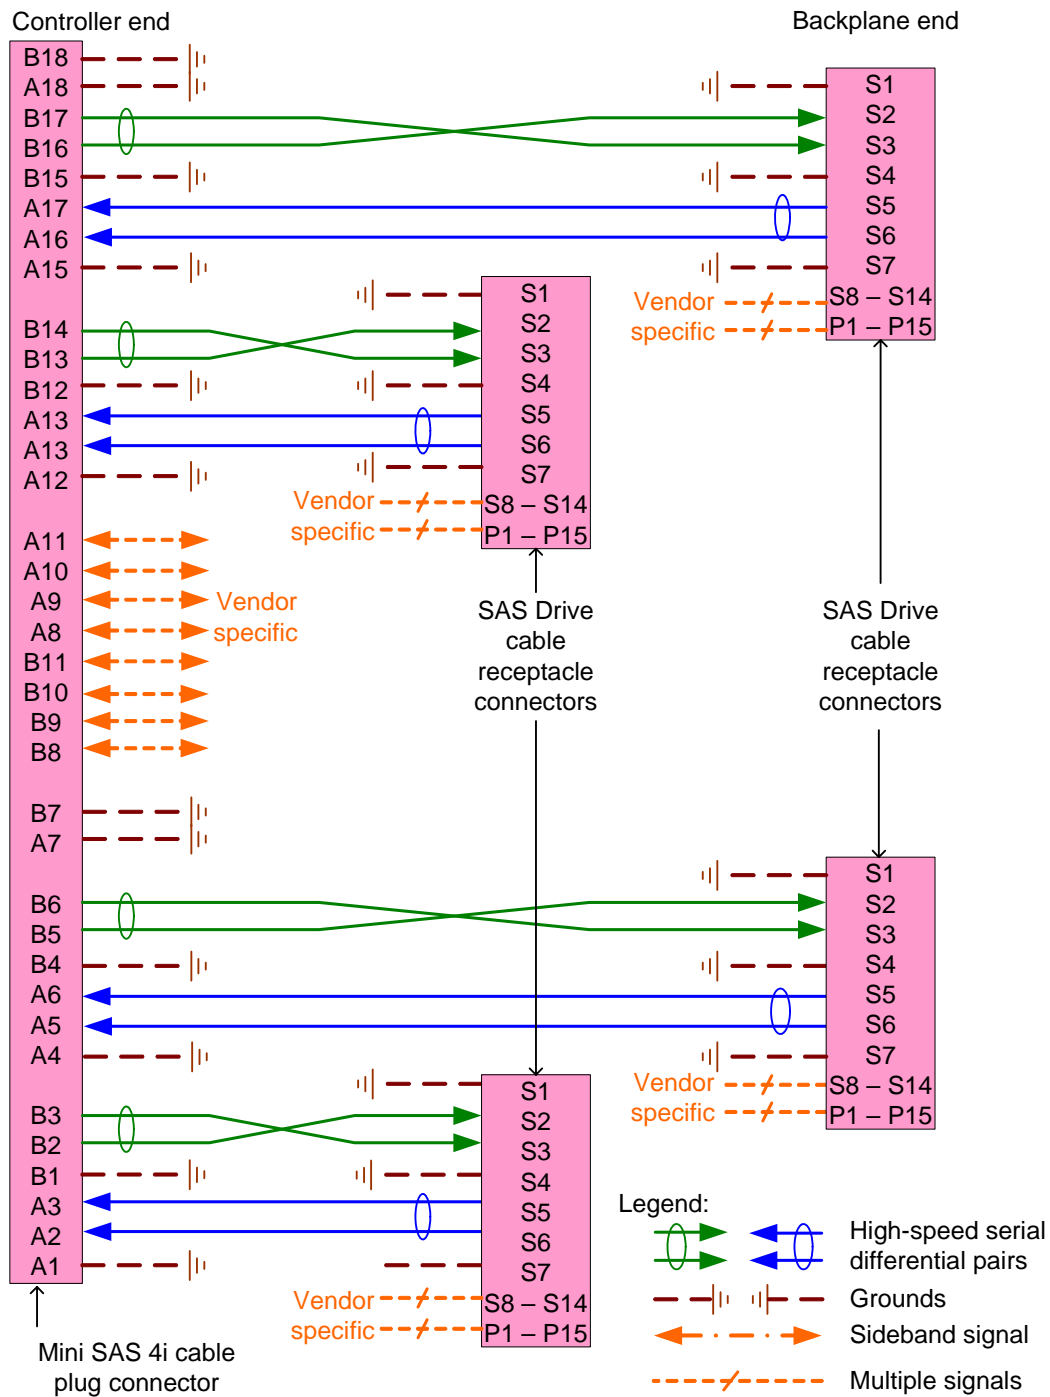 Controller end
Backplane end
B18
A18
B17
B16
B15
A17
A16
A15
B14
B13
B12
A13
A13
A12
A11
A10
A9
A8
B11
B10
B9
B8
B7
A7
B6
B5
B4
A6
A5
A4
B3
B2
B1
A3
A2
A1
Vendor
specific
S1
S2
S3
S4
S5
S6
S7
S8 – S14
P1 – P15
Vendor
specific
S1
S2
S3
S4
S5
S6
S7
S8 – S14
P1 – P15
Vendor
specific
SAS Drive
cable
receptacle
connectors
SAS Drive
cable
receptacle
connectors
S1
S2
S3
S4
S5
S6
S7
S8 – S14
P1 – P15
Vendor
specific
S1
S2
S3
S4
S5
S6
S7
S8 – S14
P1 – P15
Vendor
specific
Mini SAS 4i cable
plug connector
Legend:
High-speed serial
differential pairs
Grounds
Sideband signal
Multiple signals